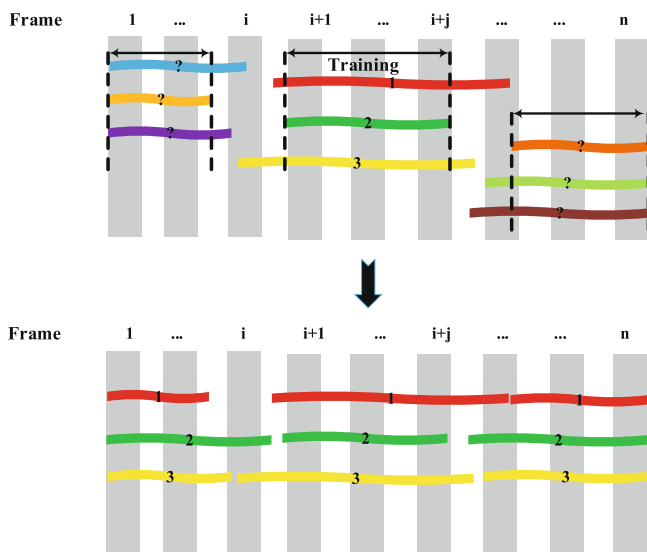 Frame 1 ... i i+1 ... i+j ... ... n
? Training
1
?
2
?
3
?
?
?
Frame 1 ... i i+1 ... i+j ... ... n
1 1 1
2 2 2
3 3 3